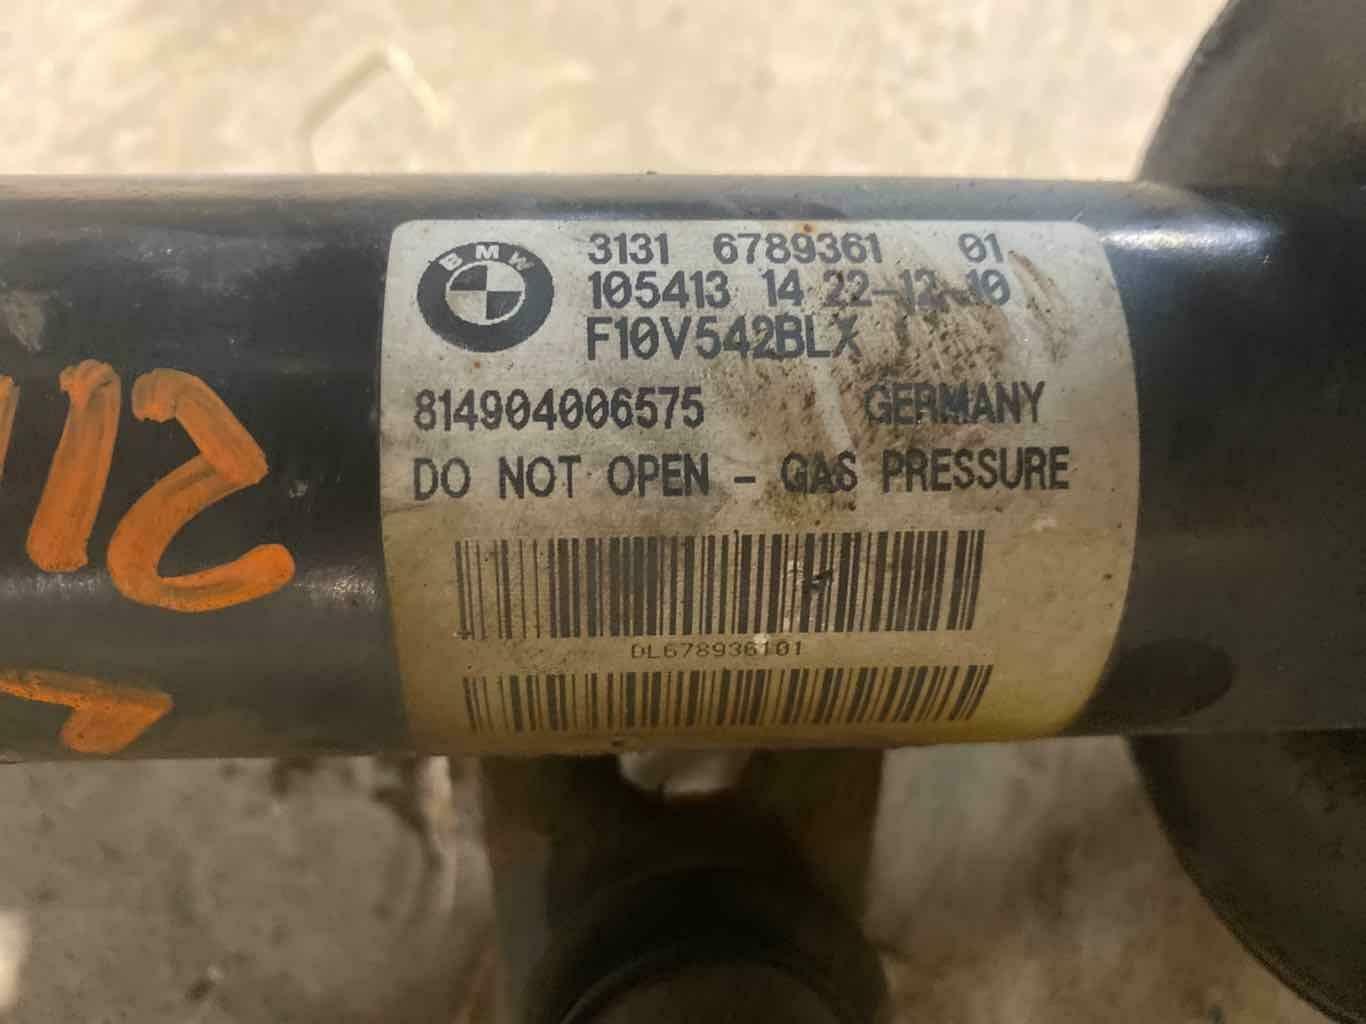 BMW
3131 6789361 01
105413 14 22-12-10
F10V542BLX
814904006575 GERMANY
DO NOT OPEN - GAS PRESSURE
DL678936101